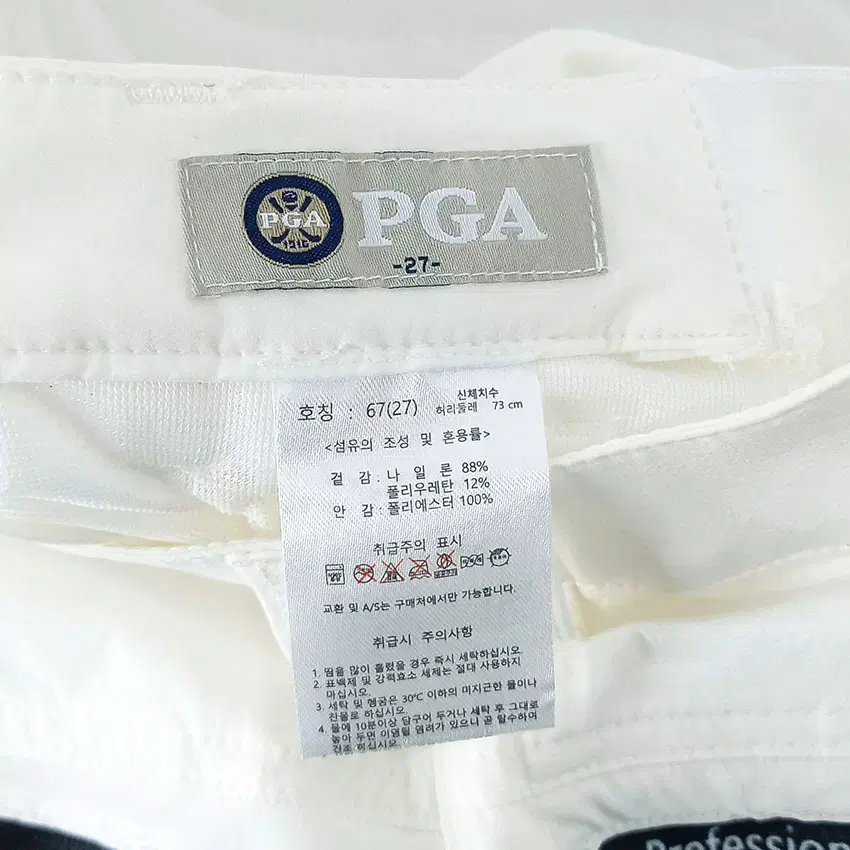 PGA
1916
PGA
-27-
호칭 : 67(27) 신체치수
허리둘레 73 cm
<섬유의 조성 및 혼용률>
겉 감 : 나 일 론 88%
폴리우레탄 12%
안 감 : 폴리에스터 100%
취급주의 표시
교환 및 A/S는 구매처에서만 가능합니다.
취급시 주의사항
1. 땀을 많이 흘렸을 경우 즉시 세탁하십시오.
2. 표백제 및 강력효소 세제는 절대 사용하지
마십시오.
3. 세탁 및 헹굼은 30℃ 이하의 미지근한 물이나
찬물로 하십시오.
4. 물에 10분이상 담구어 두거나 세탁 후 그대로
놓아 두면 이염될 염려가 있으니 곧 탈수하여
건조 하십시오.
Profession